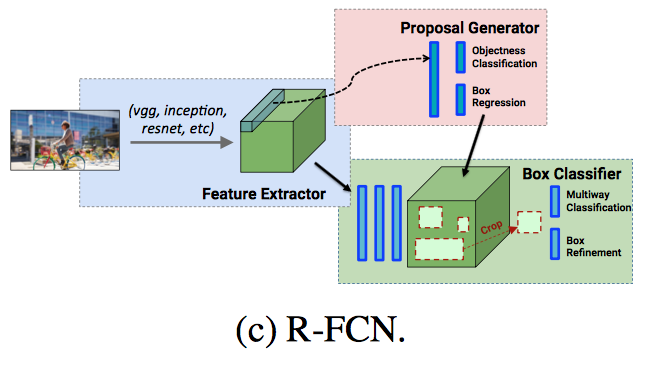 Proposal Generator
Objectness
Classification
Box
Regression
(vgg, inception,
resnet, etc)
Feature Extractor
Box Classifier
Multiway
Classification
Crop
Box
Refinement
(c) R-FCN.